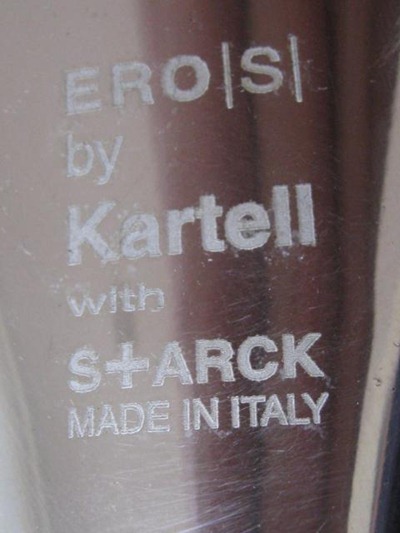 ERO|S|
by
Kartell
with
S+ARCK
MADE IN ITALY